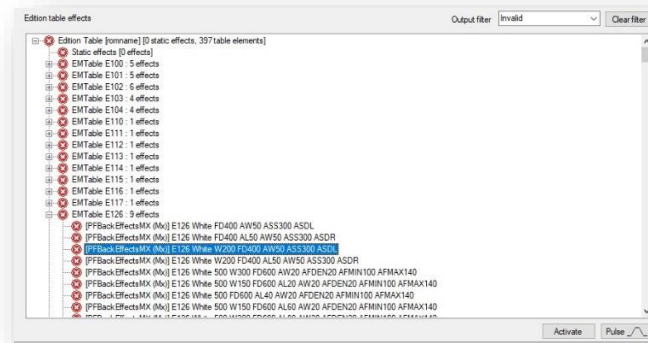 Edition table effects
Output filter Invalid Clear filter
Edition Table [romname] [0 static effects, 397 table elements]
Static effects [0 effects]
EMTable E100 : 5 effects
EMTable E101 : 5 effects
EMTable E102 : 6 effects
EMTable E103 : 4 effects
EMTable E104 : 4 effects
EMTable E110 : 1 effects
EMTable E111 : 1 effects
EMTable E112 : 1 effects
EMTable E113 : 1 effects
EMTable E114 : 1 effects
EMTable E115 : 1 effects
EMTable E116 : 1 effects
EMTable E117 : 1 effects
EMTable E126 : 9 effects
[PFBackEffectsMX (Mx)] E126 White FD400 AW50 ASS300 ASDL
[PFBackEffectsMX (Mx)] E126 White FD400 AL50 AW50 ASS300 ASDR
[PFBackEffectsMX (Mx)] E126 White W200 FD400 AW50 ASS300 ASDL
[PFBackEffectsMX (Mx)] E126 White W200 FD400 AL50 AW50 ASS300 ASDR
[PFBackEffectsMX (Mx)] E126 White 500 W300 FD600 AW20 AFDEN20 AFMIN100 AFMAX140
[PFBackEffectsMX (Mx)] E126 White 500 W150 FD600 AL20 AW20 AFDEN20 AFMIN100 AFMAX140
[PFBackEffectsMX (Mx)] E126 White 500 FD600 AL40 AW20 AFDEN20 AFMIN100 AFMAX140
[PFBackEffectsMX (Mx)] E126 White 500 W150 FD600 AL60 AW20 AFDEN20 AFMIN100 AFMAX140
Activate Pulse